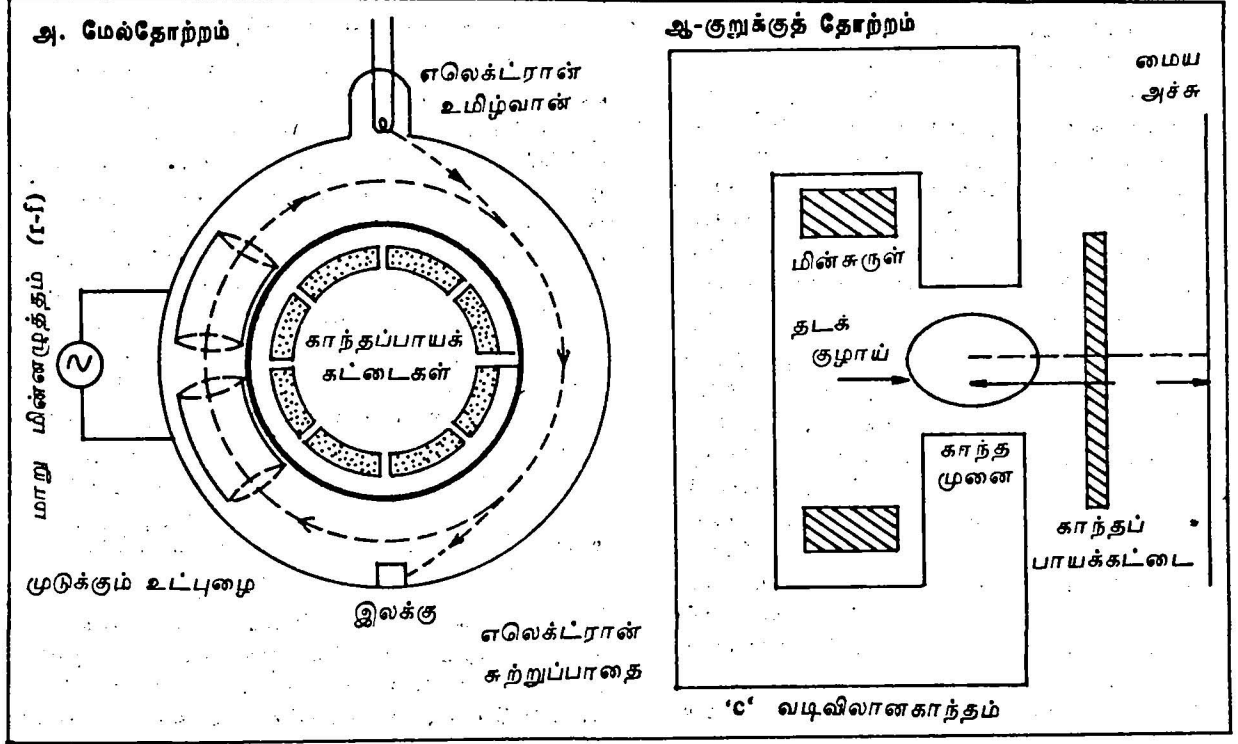 அ. மேல்தோற்றம்
எலெக்ட்ரான்
உமிழ்வான்
மாறு மின்னழுத்தம் (r-f)
காந்தப்பாயக்
கட்டைகள்
முடுக்கும் உட்புழை
இலக்கு
எலெக்ட்ரான்
சுற்றுப்பாதை
ஆ-குறுக்குத் தோற்றம்
மைய
அச்சு
மின்சுருள்
தடக்
குழாய்
காந்த
முனை
காந்தப்
பாயக்கட்டை
'C' வடிவிலானகாந்தம்